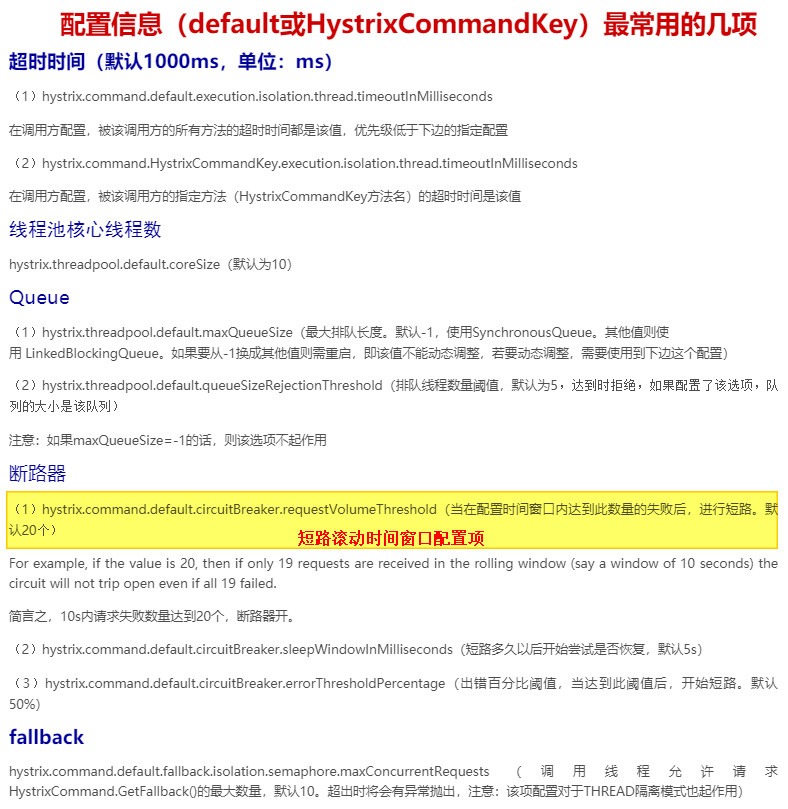 配置信息（default或HystrixCommandKey）最常用的几项
超时时间（默认1000ms，单位：ms）
（1）hystrix.command.default.execution.isolation.thread.timeoutInMilliseconds
在调用方配置，被该调用方的所有方法的超时时间都是该值，优先级低于下边的指定配置
（2）hystrix.command.HystrixCommandKey.execution.isolation.thread.timeoutInMilliseconds
在调用方配置，被该调用方的指定方法（HystrixCommandKey方法名）的超时时间是该值
线程池核心线程数
hystrix.threadpool.default.coreSize（默认为10）
Queue
（1）hystrix.threadpool.default.maxQueueSize（最大排队长度。默认-1，使用SynchronousQueue。其他值则使
用 LinkedBlockingQueue。如果要从-1换成其他值则需重启，即该值不能动态调整，若要动态调整，需要使用到下边这个配置）
（2）hystrix.threadpool.default.queueSizeRejectionThreshold（排队线程数量阈值，默认为5，达到时拒绝，如果配置了该选项，队
列的大小是该队列）
注意：如果maxQueueSize=-1的话，则该选项不起作用
断路器
（1）hystrix.command.default.circuitBreaker.requestVolumeThreshold（当在配置时间窗口内达到此数量的失败后，进行短路。默
认20个）
短路滚动时间窗口配置项
For example, if the value is 20, then if only 19 requests are received in the rolling window (say a window of 10 seconds) the
circuit will not trip open even if all 19 failed.
简言之，10s内请求失败数量达到20个，断路器开。
（2）hystrix.command.default.circuitBreaker.sleepWindowInMilliseconds（短路多久以后开始尝试是否恢复，默认5s）
（3）hystrix.command.default.circuitBreaker.errorThresholdPercentage（出错百分比阈值，当达到此阈值后，开始短路。默认
50%）
fallback
hystrix.command.default.fallback.isolation.semaphore.maxConcurrentRequests（调用线程允许请求
HystrixCommand.GetFallback()的最大数量，默认10。超出时将会有异常抛出，注意：该项配置对于THREAD隔离模式也起作用）